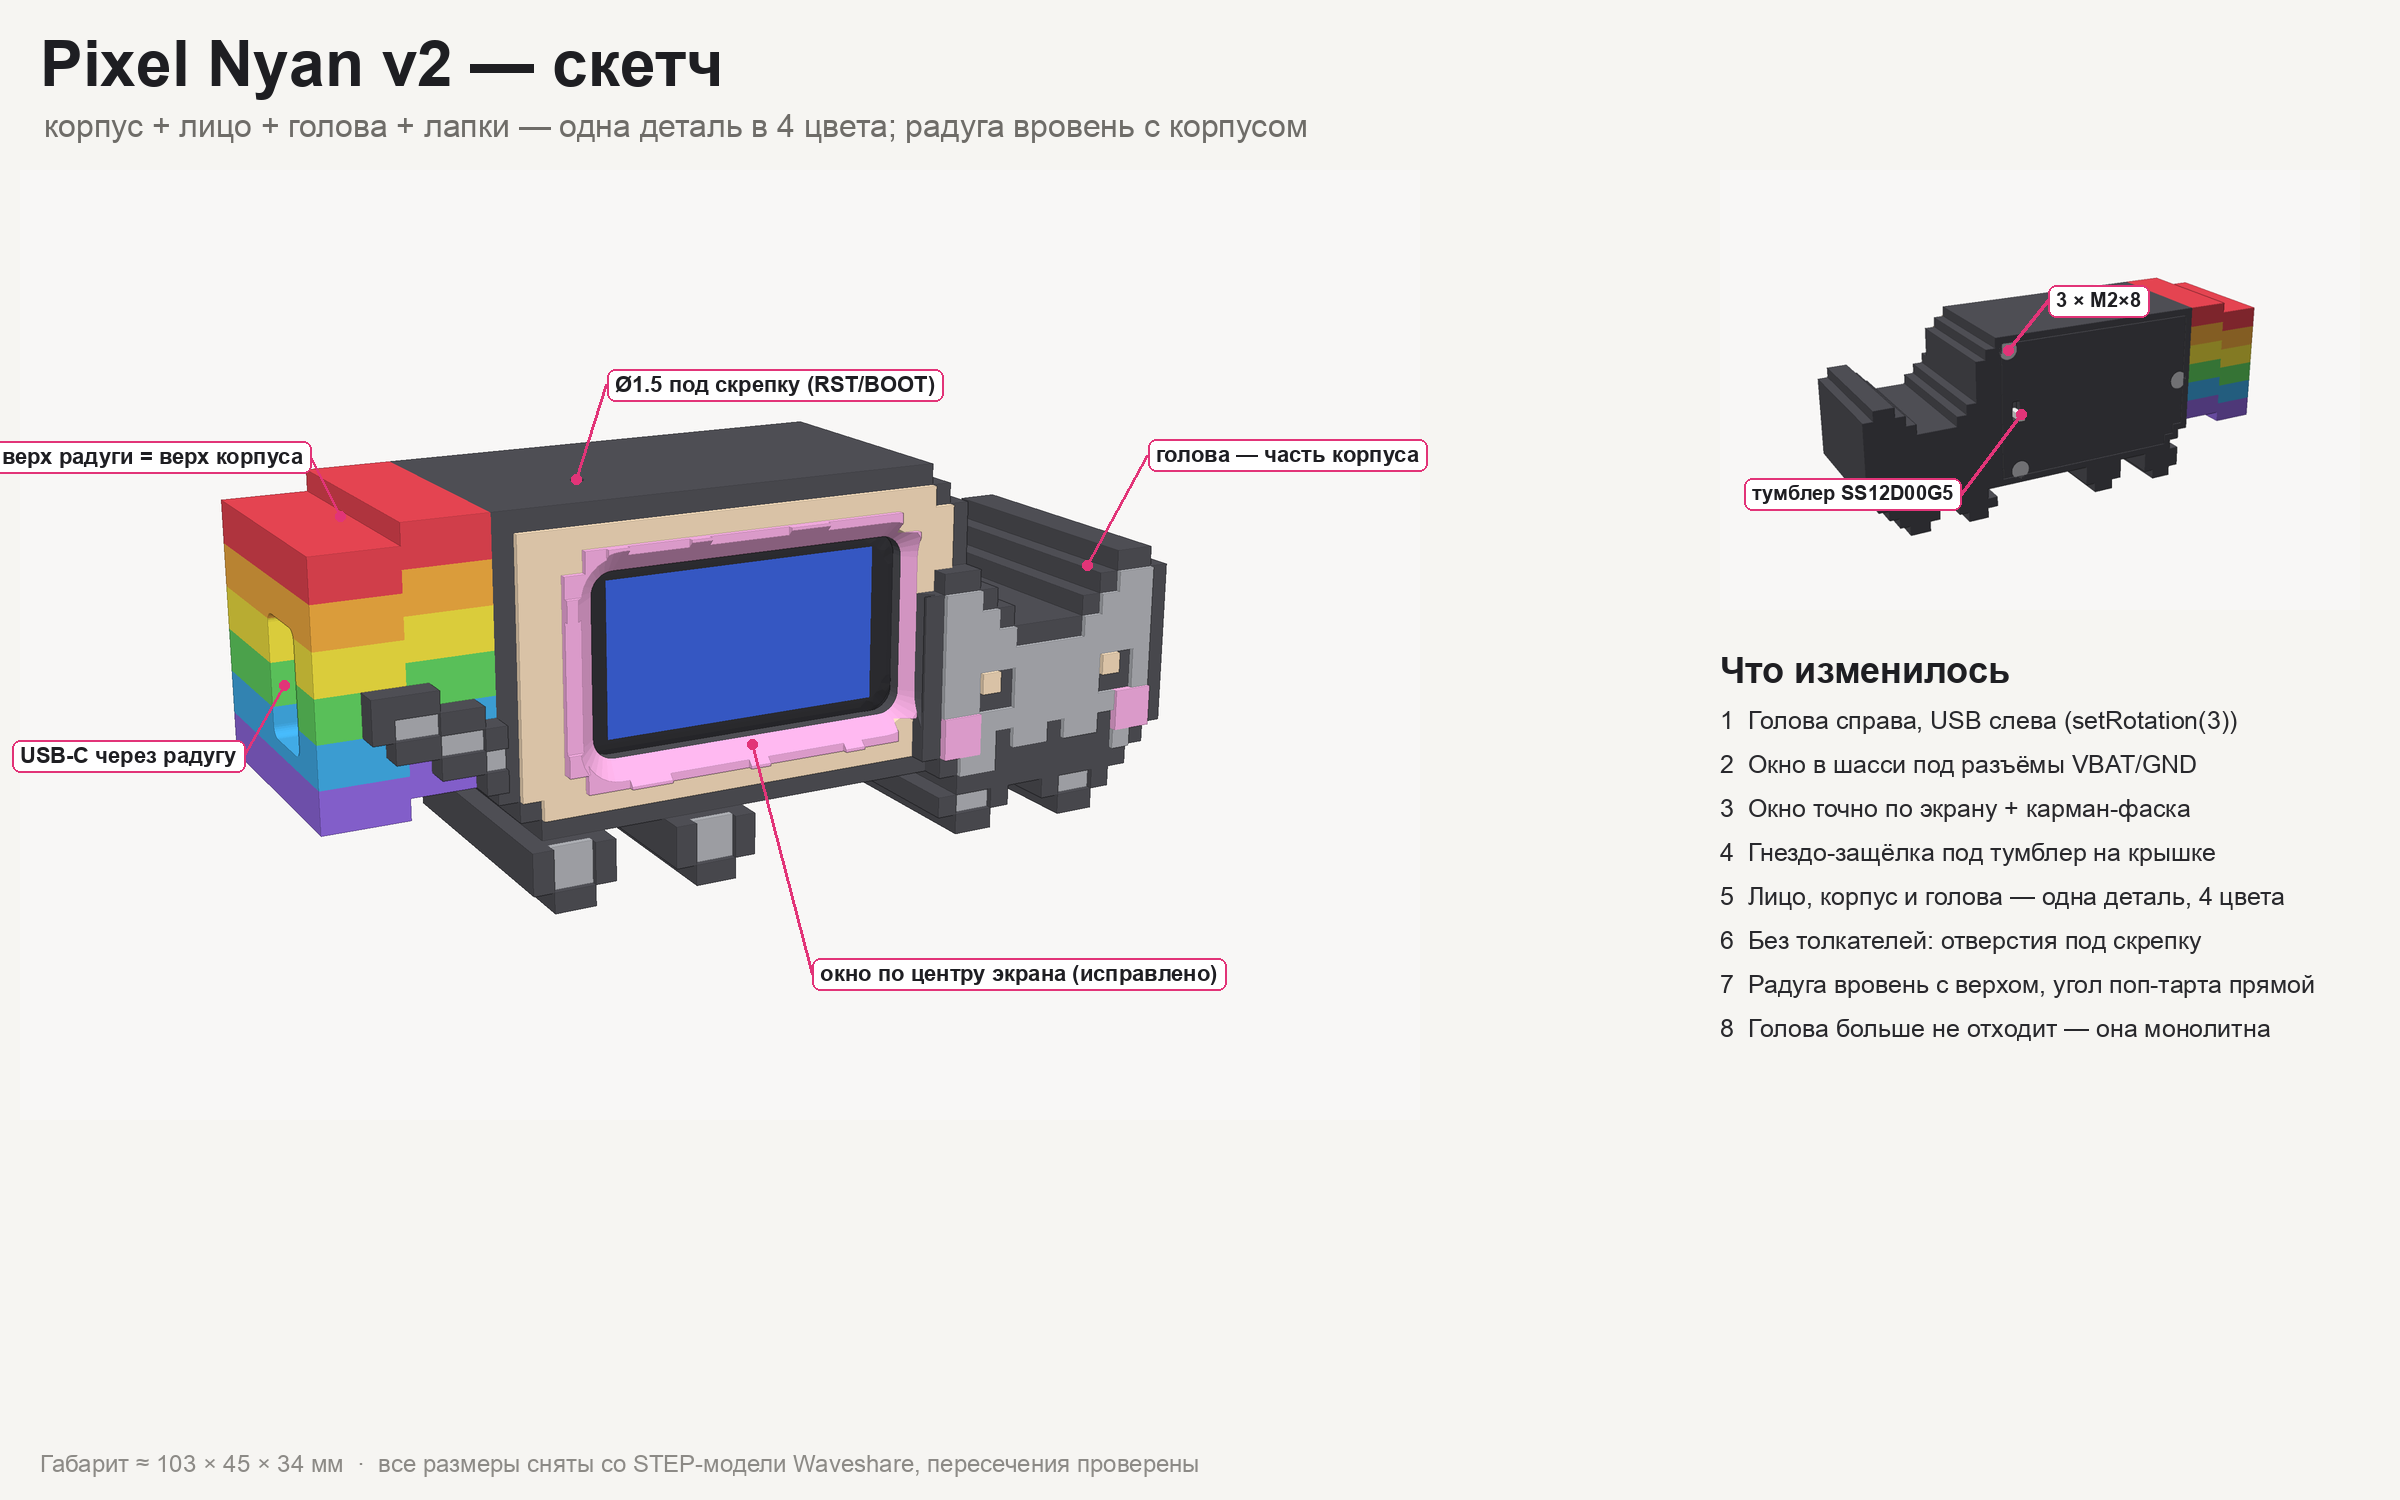 Pixel Nyan v2 — скетч
корпус + лицо + голова + лапки — одна деталь в 4 цвета; радуга вровень с корпусом
3 × M2×8
Ø1.5 под скрепку (RST/BOOT)
верх радуги = верх корпуса
голова — часть корпуса
тумблер SS12D00G5
USB-C через радугу
окно по центру экрана (исправлено)
Что изменилось
1 Голова справа, USB слева (setRotation(3))
2 Окно в шасси под разъёмы VBAT/GND
3 Окно точно по экрану + карман-фаска
4 Гнездо-защёлка под тумблер на крышке
5 Лицо, корпус и голова — одна деталь, 4 цвета
6 Без толкателей: отверстия под скрепку
7 Радуга вровень с верхом, угол поп-тарта прямой
8 Голова больше не отходит — она монолитна
Габарит ≈ 103 × 45 × 34 мм · все размеры сняты со STEP-модели Waveshare, пересечения проверены